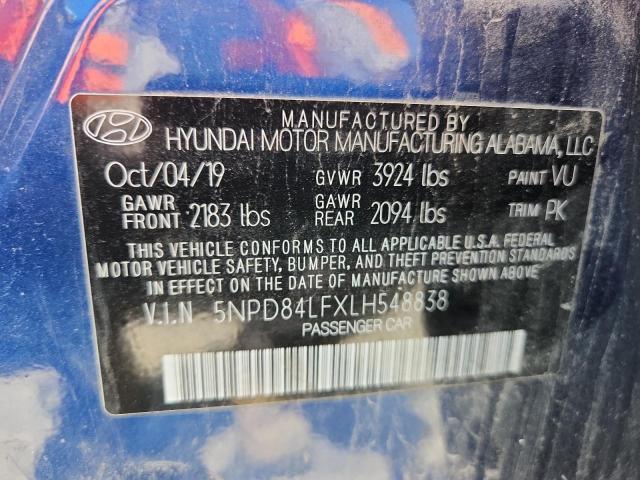 MANUFACTURED BY
HYUNDAI MOTOR MANUFACTURING ALABAMA, LLC
Oct/04/19 GVWR 3924 lbs PAINT VU
GAWR FRONT 2183 lbs GAWR REAR 2094 lbs TRIM PK
THIS VEHICLE CONFORMS TO ALL APPLICABLE U.S.A. FEDERAL
MOTOR VEHICLE SAFETY, BUMPER, AND THEFT PREVENTION STANDARDS
IN EFFECT ON THE DATE OF MANUFACTURE SHOWN ABOVE.
V.I.N 5NPD84LFXLH548838
PASSENGER CAR